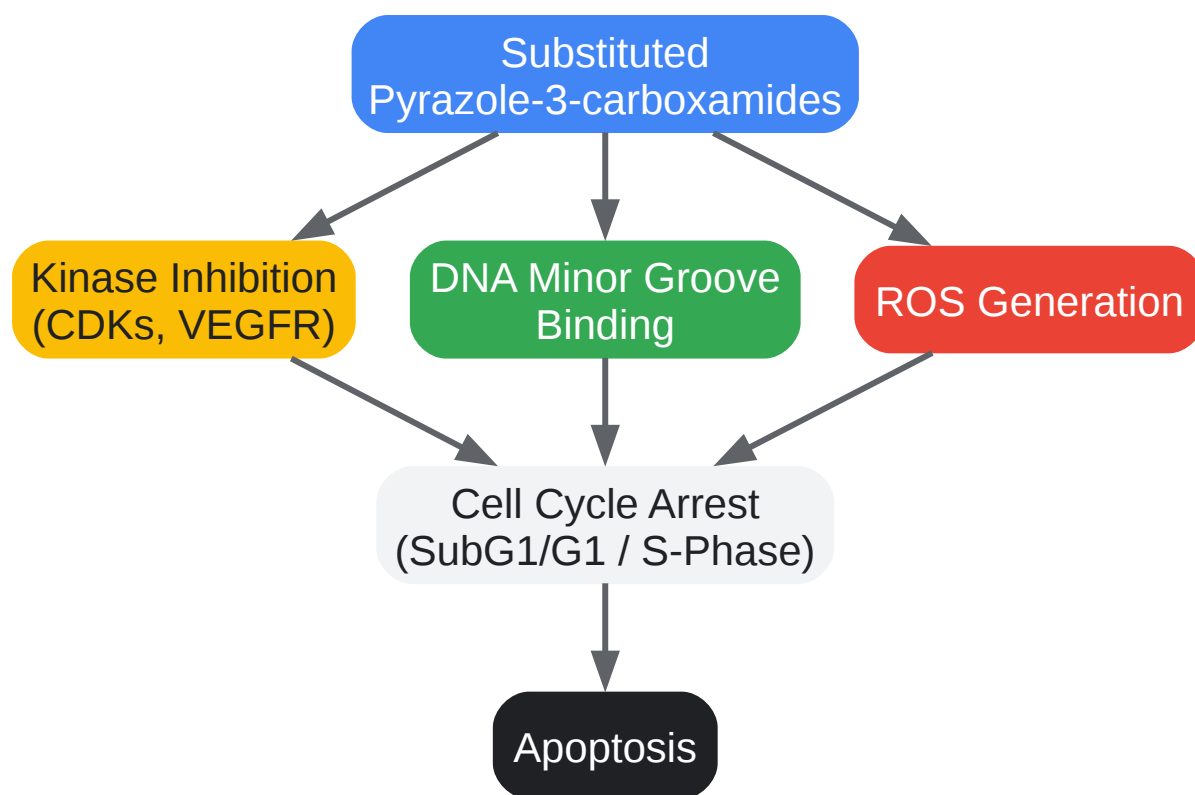 Substituted
Pyrazole-3-carboxamides
Kinase Inhibition
(CDKs, VEGFR)
DNA Minor Groove
Binding
ROS Generation
Cell Cycle Arrest
(SubG1/G1 / S-Phase)
Apoptosis